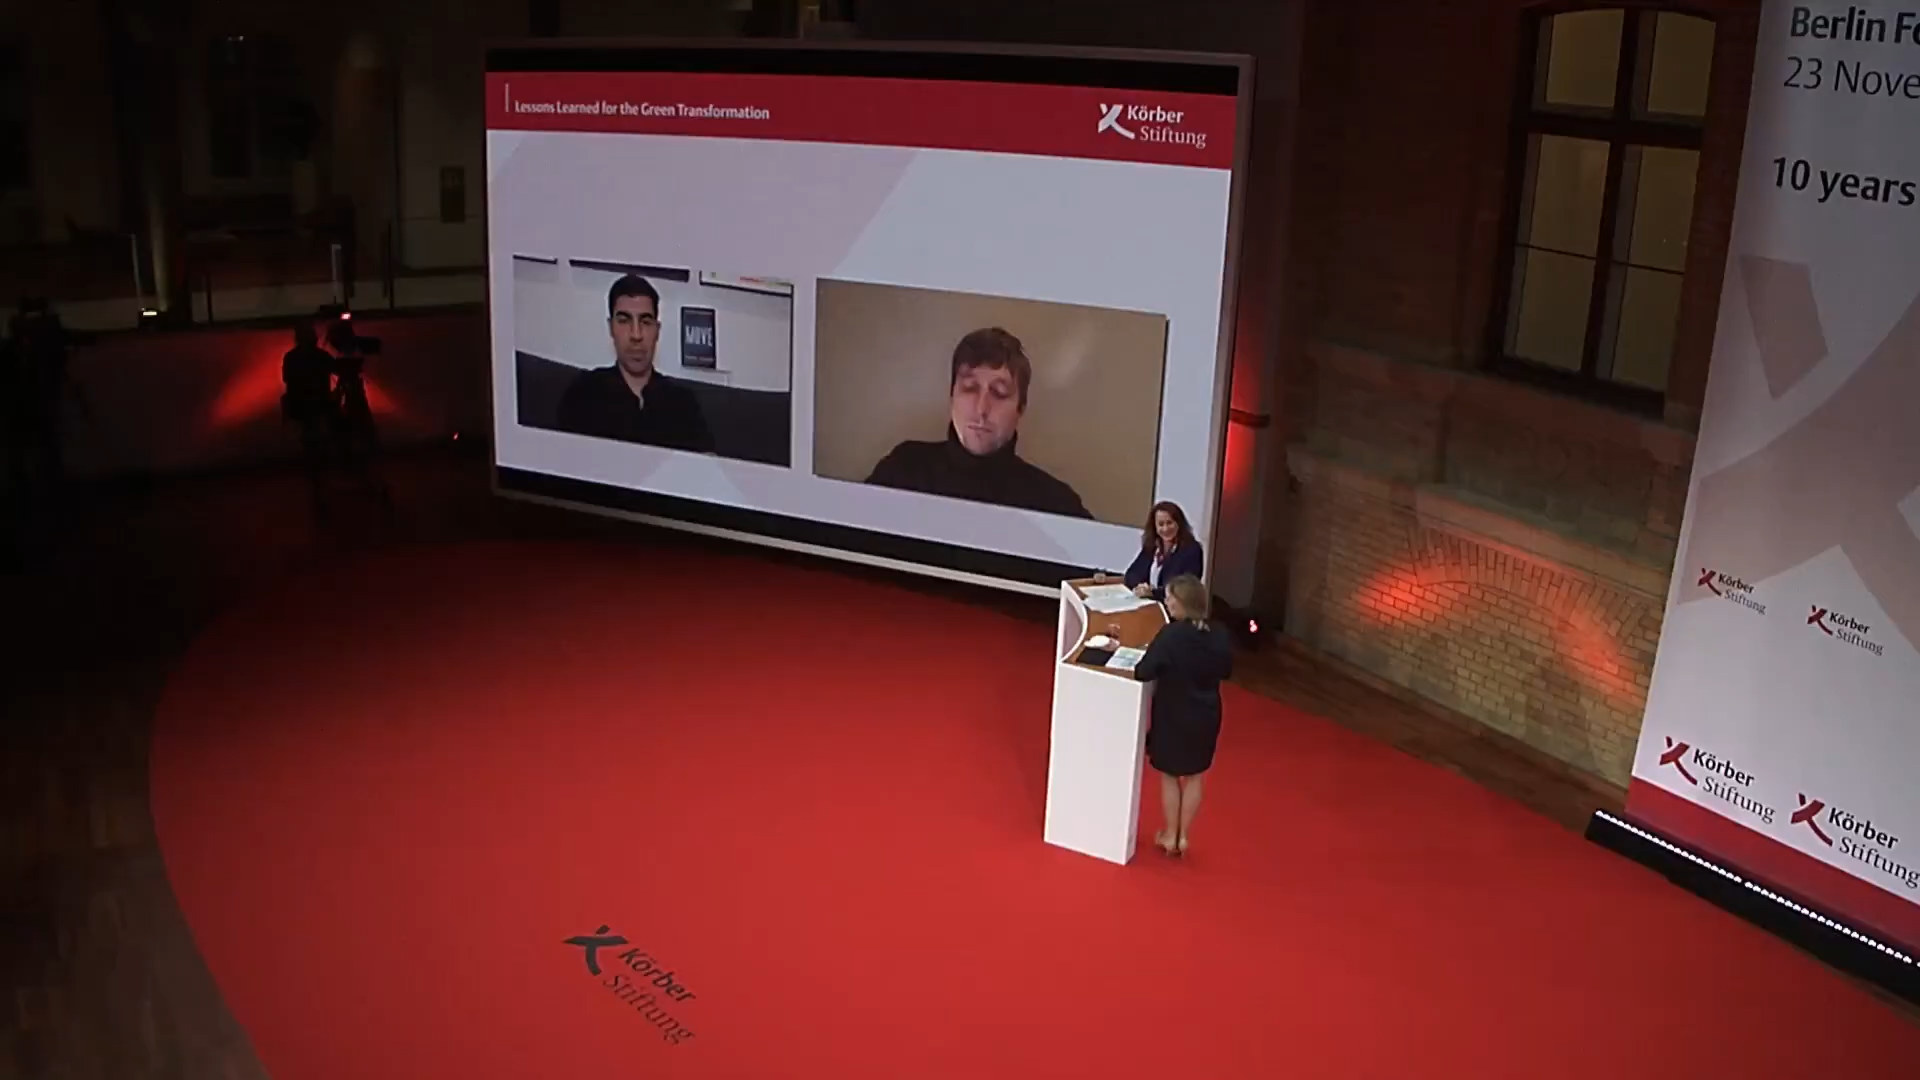 Lessons Learned for the Green Transformation
Körber
Stiftung
MOVE
Berlin Fo
23 Nove
10 years
Körber
Stiftung
Körber
Stiftung
Körber
Stiftung
Körber
Stiftung
Körber
Stiftung